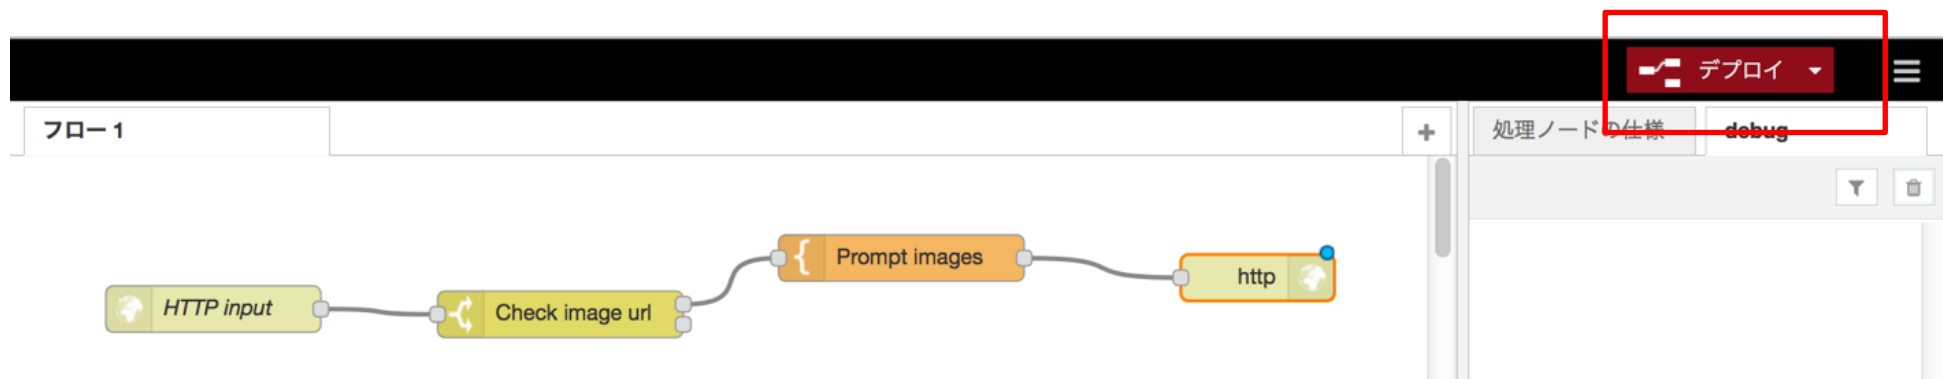 デプロイ
フロー 1
処理ノードの仕様
debug
Prompt images
http
HTTP input
Check image url